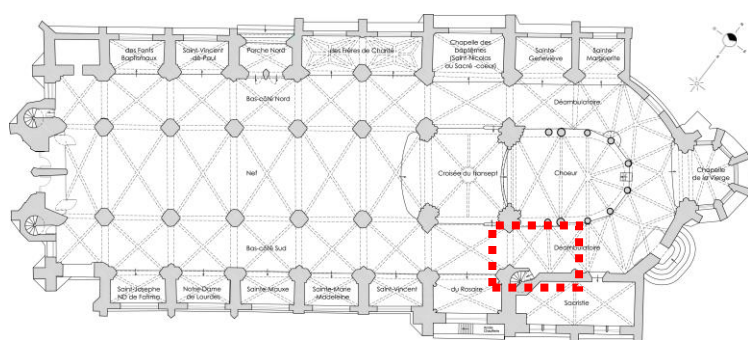 des Fonts
Baptismaux
Saint-Vincent
de-Paul
Porche Nord
des Frères de Charité
Chapelle des
baptêmes
(Saint-Nicolas
ou Sacré -coeur)
Sainte
Geneviève
Sainte
Marguerite
Bas-côté Nord
Déambulatoire
Nef
Croisée du transept
Choeur
Chapelle
de la Vierge
Bas-côté Sud
Déambulatoire
Saint-Josephe
ND de Fatima
Notre-Dame
de Lourdes
Sainte-Mauxe
Sainte-Marie
Madeleine
Saint-Vincent
du Rosaire
Sacristie